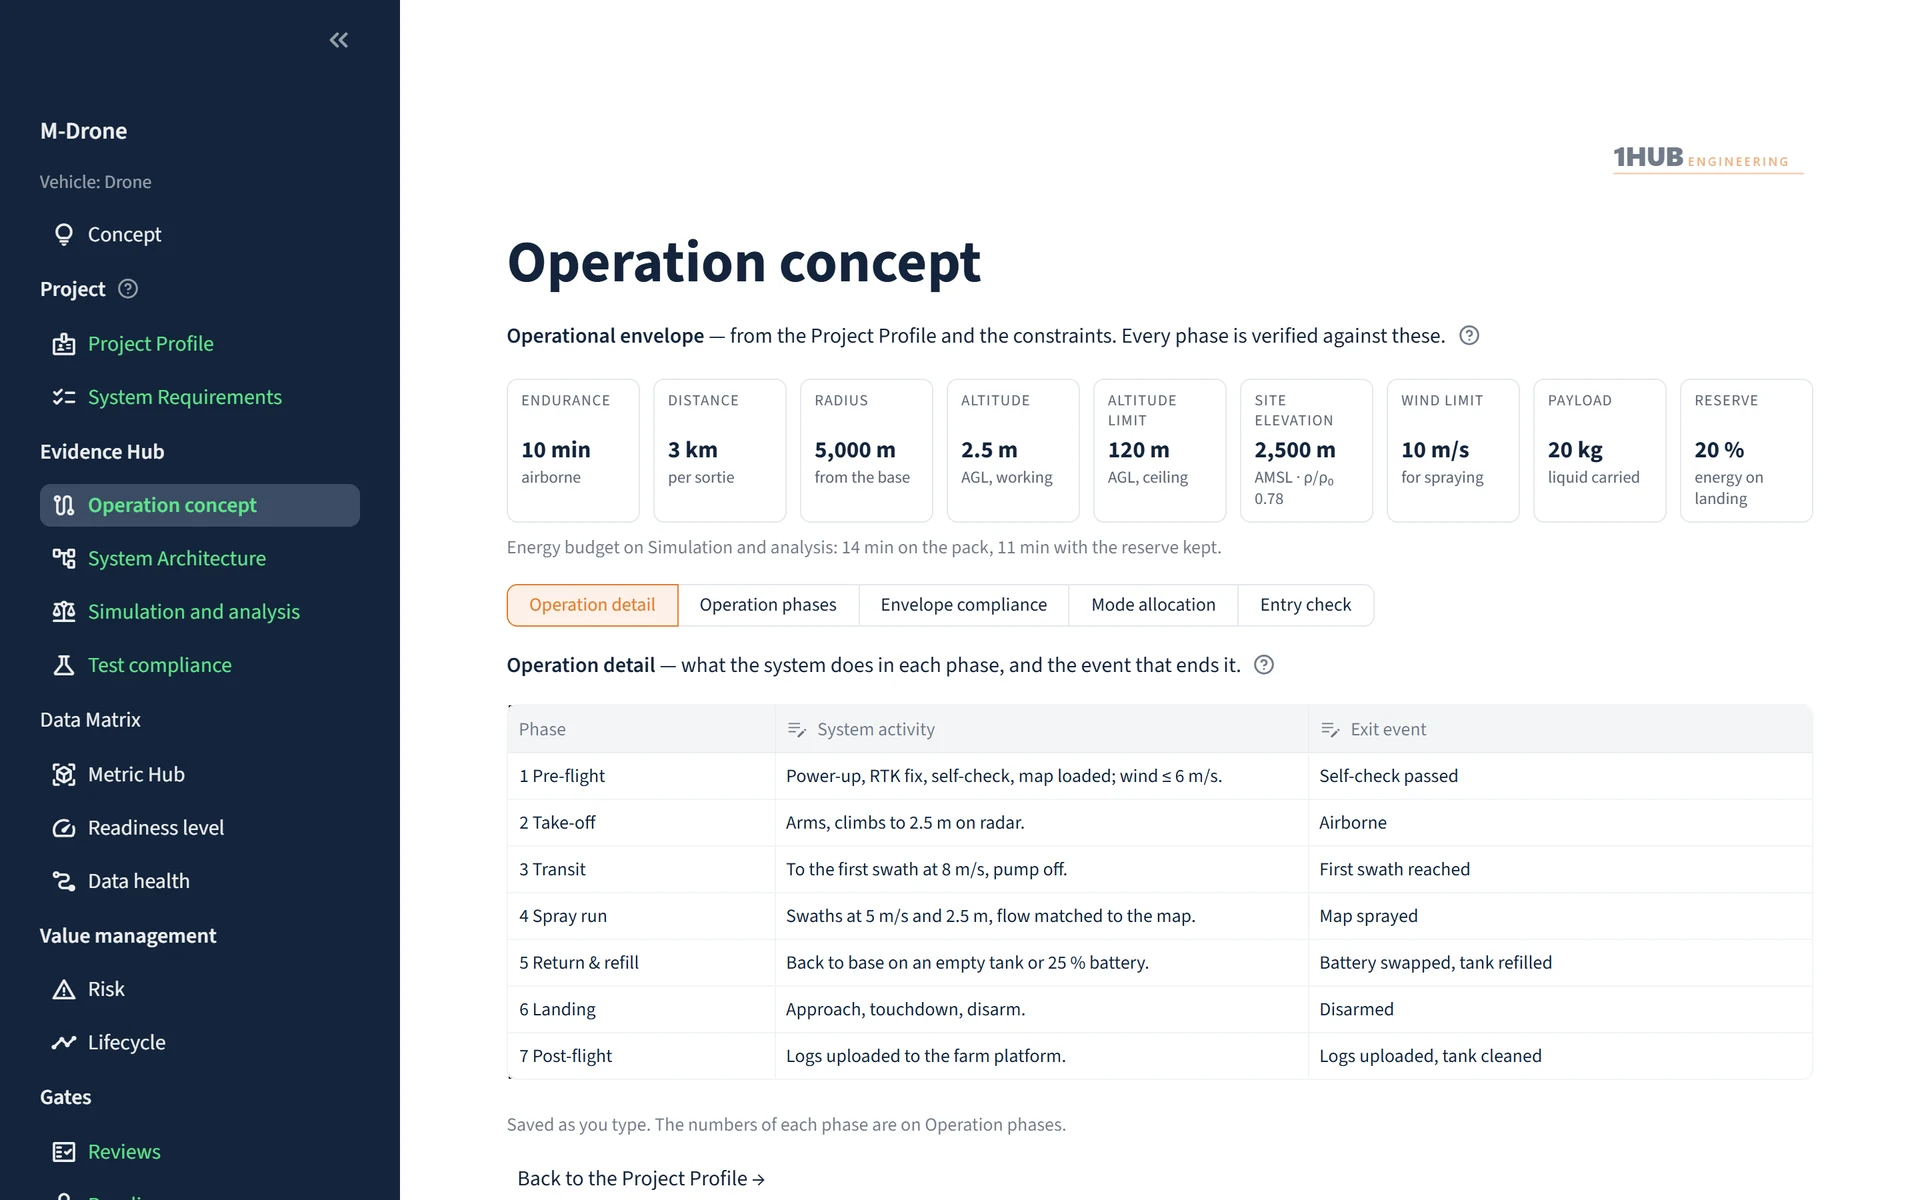 M-Drone
Vehicle: Drone
Concept
Project
Project Profile
System Requirements
Evidence Hub
Operation concept
System Architecture
Simulation and analysis
Test compliance
Data Matrix
Metric Hub
Readiness level
Data health
Value management
Risk
Lifecycle
Gates
Reviews
1HUB ENGINEERING
Operation concept
Operational envelope — from the Project Profile and the constraints. Every phase is verified against these.
ENDURANCE
10 min
airborne
DISTANCE
3 km
per sortie
RADIUS
5,000 m
from the base
ALTITUDE
2.5 m
AGL, working
ALTITUDE
LIMIT
120 m
AGL, ceiling
SITE
ELEVATION
2,500 m
AMSL · ρ/ρ₀
0.78
WIND LIMIT
10 m/s
for spraying
PAYLOAD
20 kg
liquid carried
RESERVE
20 %
energy on
landing
Energy budget on Simulation and analysis: 14 min on the pack, 11 min with the reserve kept.
Operation detail Operation phases Envelope compliance Mode allocation Entry check
Operation detail — what the system does in each phase, and the event that ends it.
Phase System activity Exit event
1 Pre-flight Power-up, RTK fix, self-check, map loaded; wind ≤ 6 m/s. Self-check passed
2 Take-off Arms, climbs to 2.5 m on radar. Airborne
3 Transit To the first swath at 8 m/s, pump off. First swath reached
4 Spray run Swaths at 5 m/s and 2.5 m, flow matched to the map. Map sprayed
5 Return & refill Back to base on an empty tank or 25 % battery. Battery swapped, tank refilled
6 Landing Approach, touchdown, disarm. Disarmed
7 Post-flight Logs uploaded to the farm platform. Logs uploaded, tank cleaned
Saved as you type. The numbers of each phase are on Operation phases.
Back to the Project Profile →